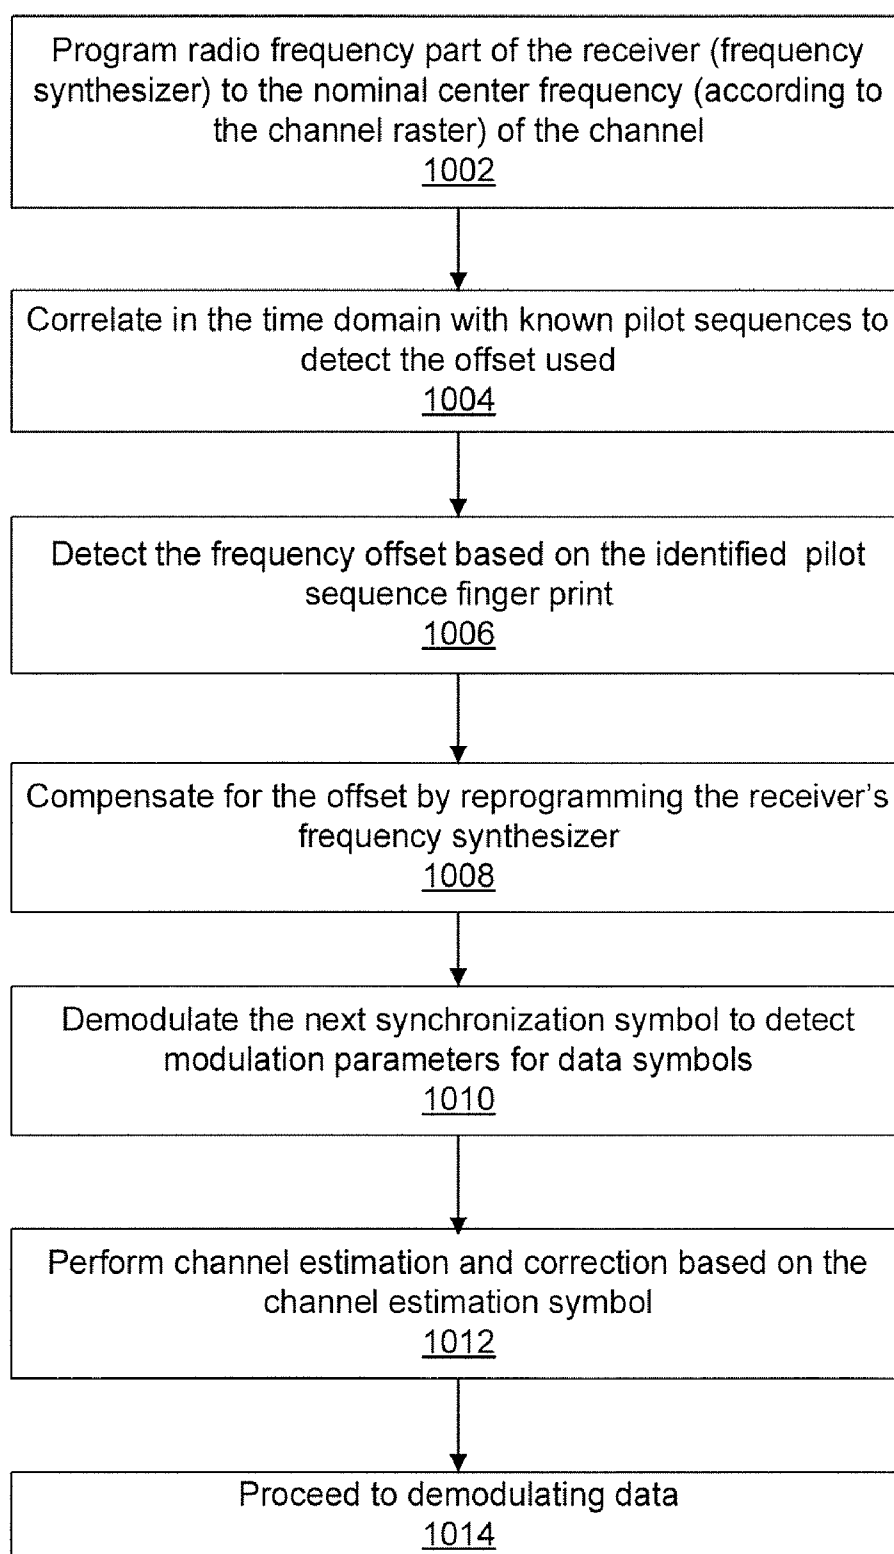 Program radio frequency part of the receiver (frequency
synthesizer) to the nominal center frequency (according to
the channel raster) of the channel
1002
Correlate in the time domain with known pilot sequences to
detect the offset used
1004
Detect the frequency offset based on the identified pilot
sequence finger print
1006
Compensate for the offset by reprogramming the receiver's
frequency synthesizer
1008
Demodulate the next synchronization symbol to detect
modulation parameters for data symbols
1010
Perform channel estimation and correction based on the
channel estimation symbol
1012
Proceed to demodulating data
1014